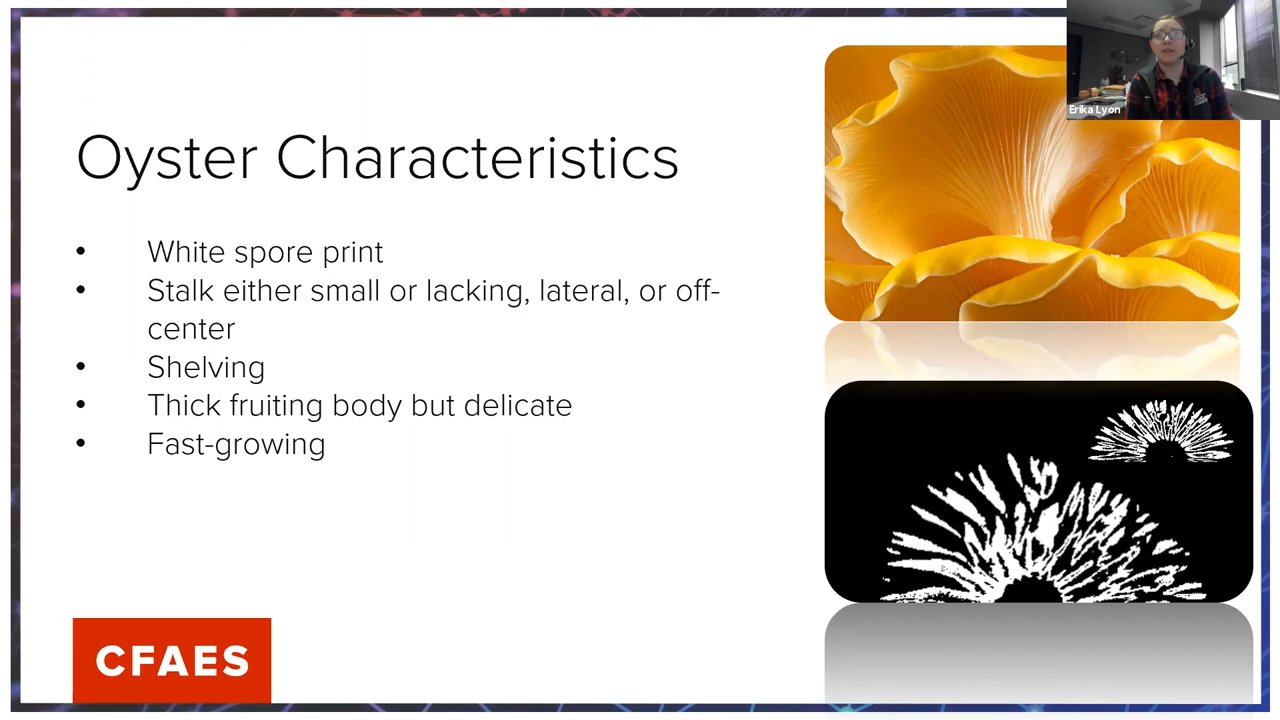 Erika Lyon
Oyster Characteristics
• White spore print
• Stalk either small or lacking, lateral, or off-
center
• Shelving
• Thick fruiting body but delicate
• Fast-growing
CFAES